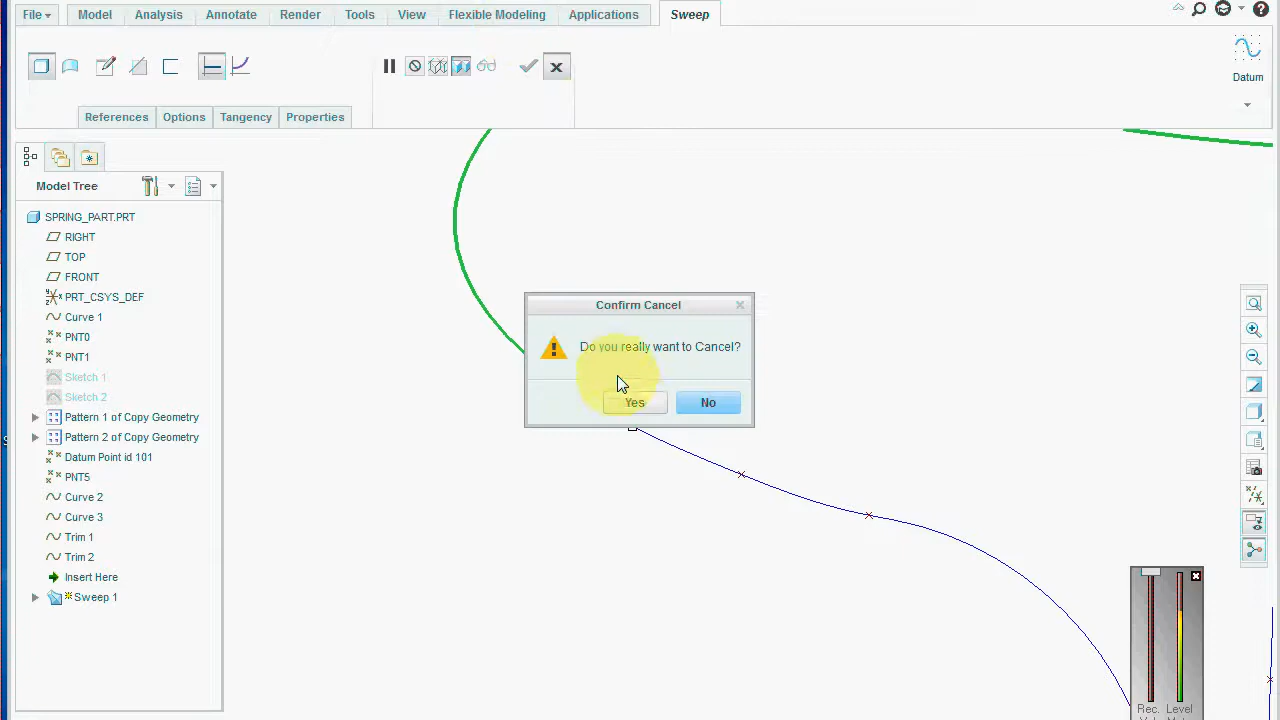 File Model Analysis Annotate Render Tools View Flexible Modeling Applications Sweep
Datum
References Options Tangency Properties
Model Tree
SPRING_PART.PRT
RIGHT
TOP
FRONT
PRT_CSYS_DEF
Curve 1
PNT0
PNT1
Sketch 1
Sketch 2
Pattern 1 of Copy Geometry
Pattern 2 of Copy Geometry
Datum Point id 101
PNT5
Curve 2
Curve 3
Trim 1
Trim 2
Insert Here
Sweep 1
Confirm Cancel
Do you really want to Cancel?
Yes No
Rec. Level